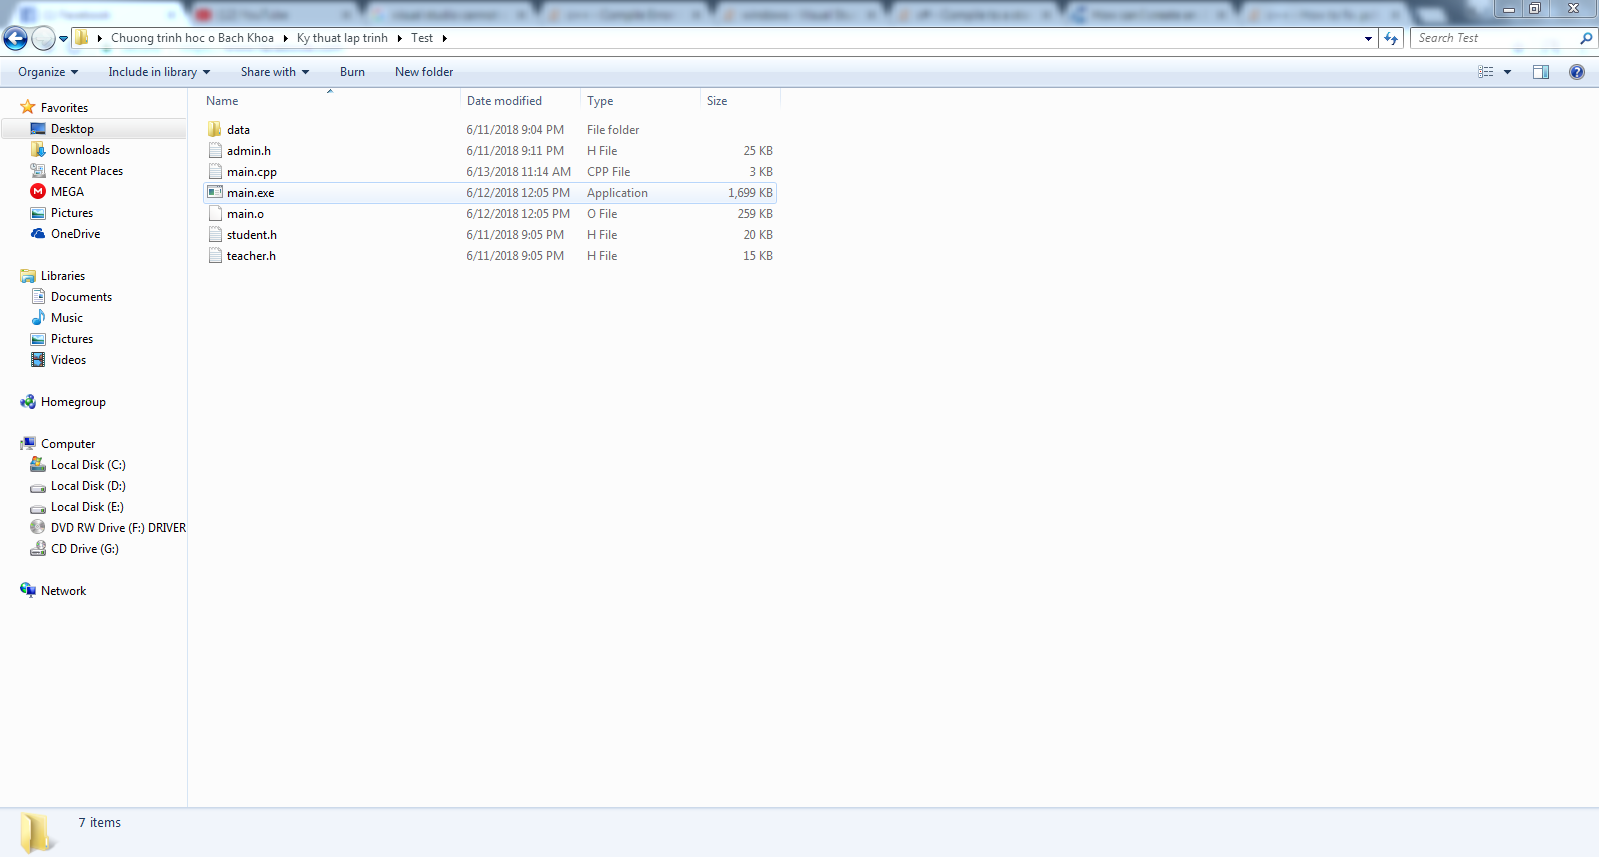 Facebook
YouTube
Chuong trinh hoc o Bach Khoa
Ky thuat lap trinh
Test
Search Test
Organize
Include in library
Share with
Burn
New folder
Name
Date modified
Type
Size
data
6/11/2018 9:04 PM
File folder
admin.h
6/11/2018 9:11 PM
H File
25 KB
main.cpp
6/13/2018 11:14 AM
CPP File
3 KB
main.exe
6/12/2018 12:05 PM
Application
1,699 KB
main.o
6/12/2018 12:05 PM
O File
259 KB
student.h
6/11/2018 9:05 PM
H File
20 KB
teacher.h
6/11/2018 9:05 PM
H File
15 KB
Favorites
Desktop
Downloads
Recent Places
MEGA
Pictures
OneDrive
Libraries
Documents
Music
Pictures
Videos
Homegroup
Computer
Local Disk (C:)
Local Disk (D:)
Local Disk (E:)
DVD RW Drive (F:) DRIVER
CD Drive (G:)
Network
7 items